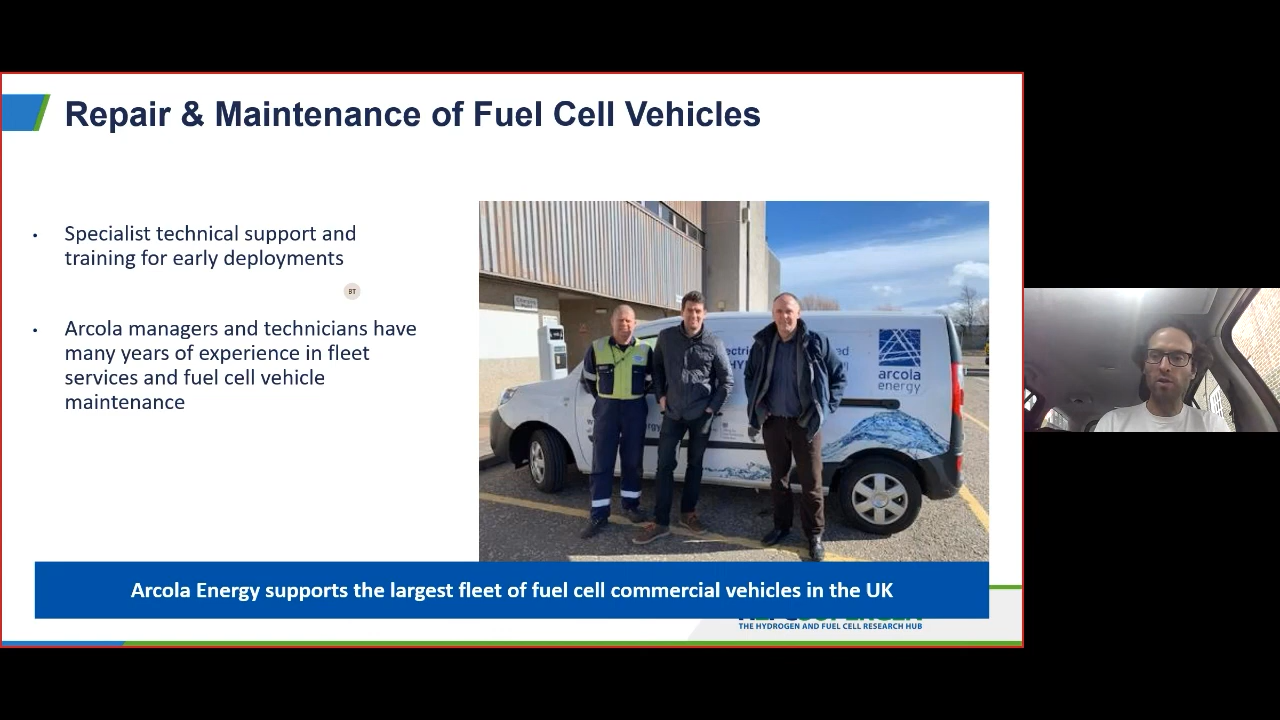 Repair & Maintenance of Fuel Cell Vehicles
• Specialist technical support and
training for early deployments
BT
• Arcola managers and technicians have
many years of experience in fleet
services and fuel cell vehicle
maintenance
arcola
energy
Arcola Energy supports the largest fleet of fuel cell commercial vehicles in the UK
THE HYDROGEN AND FUEL CELL RESEARCH HUB